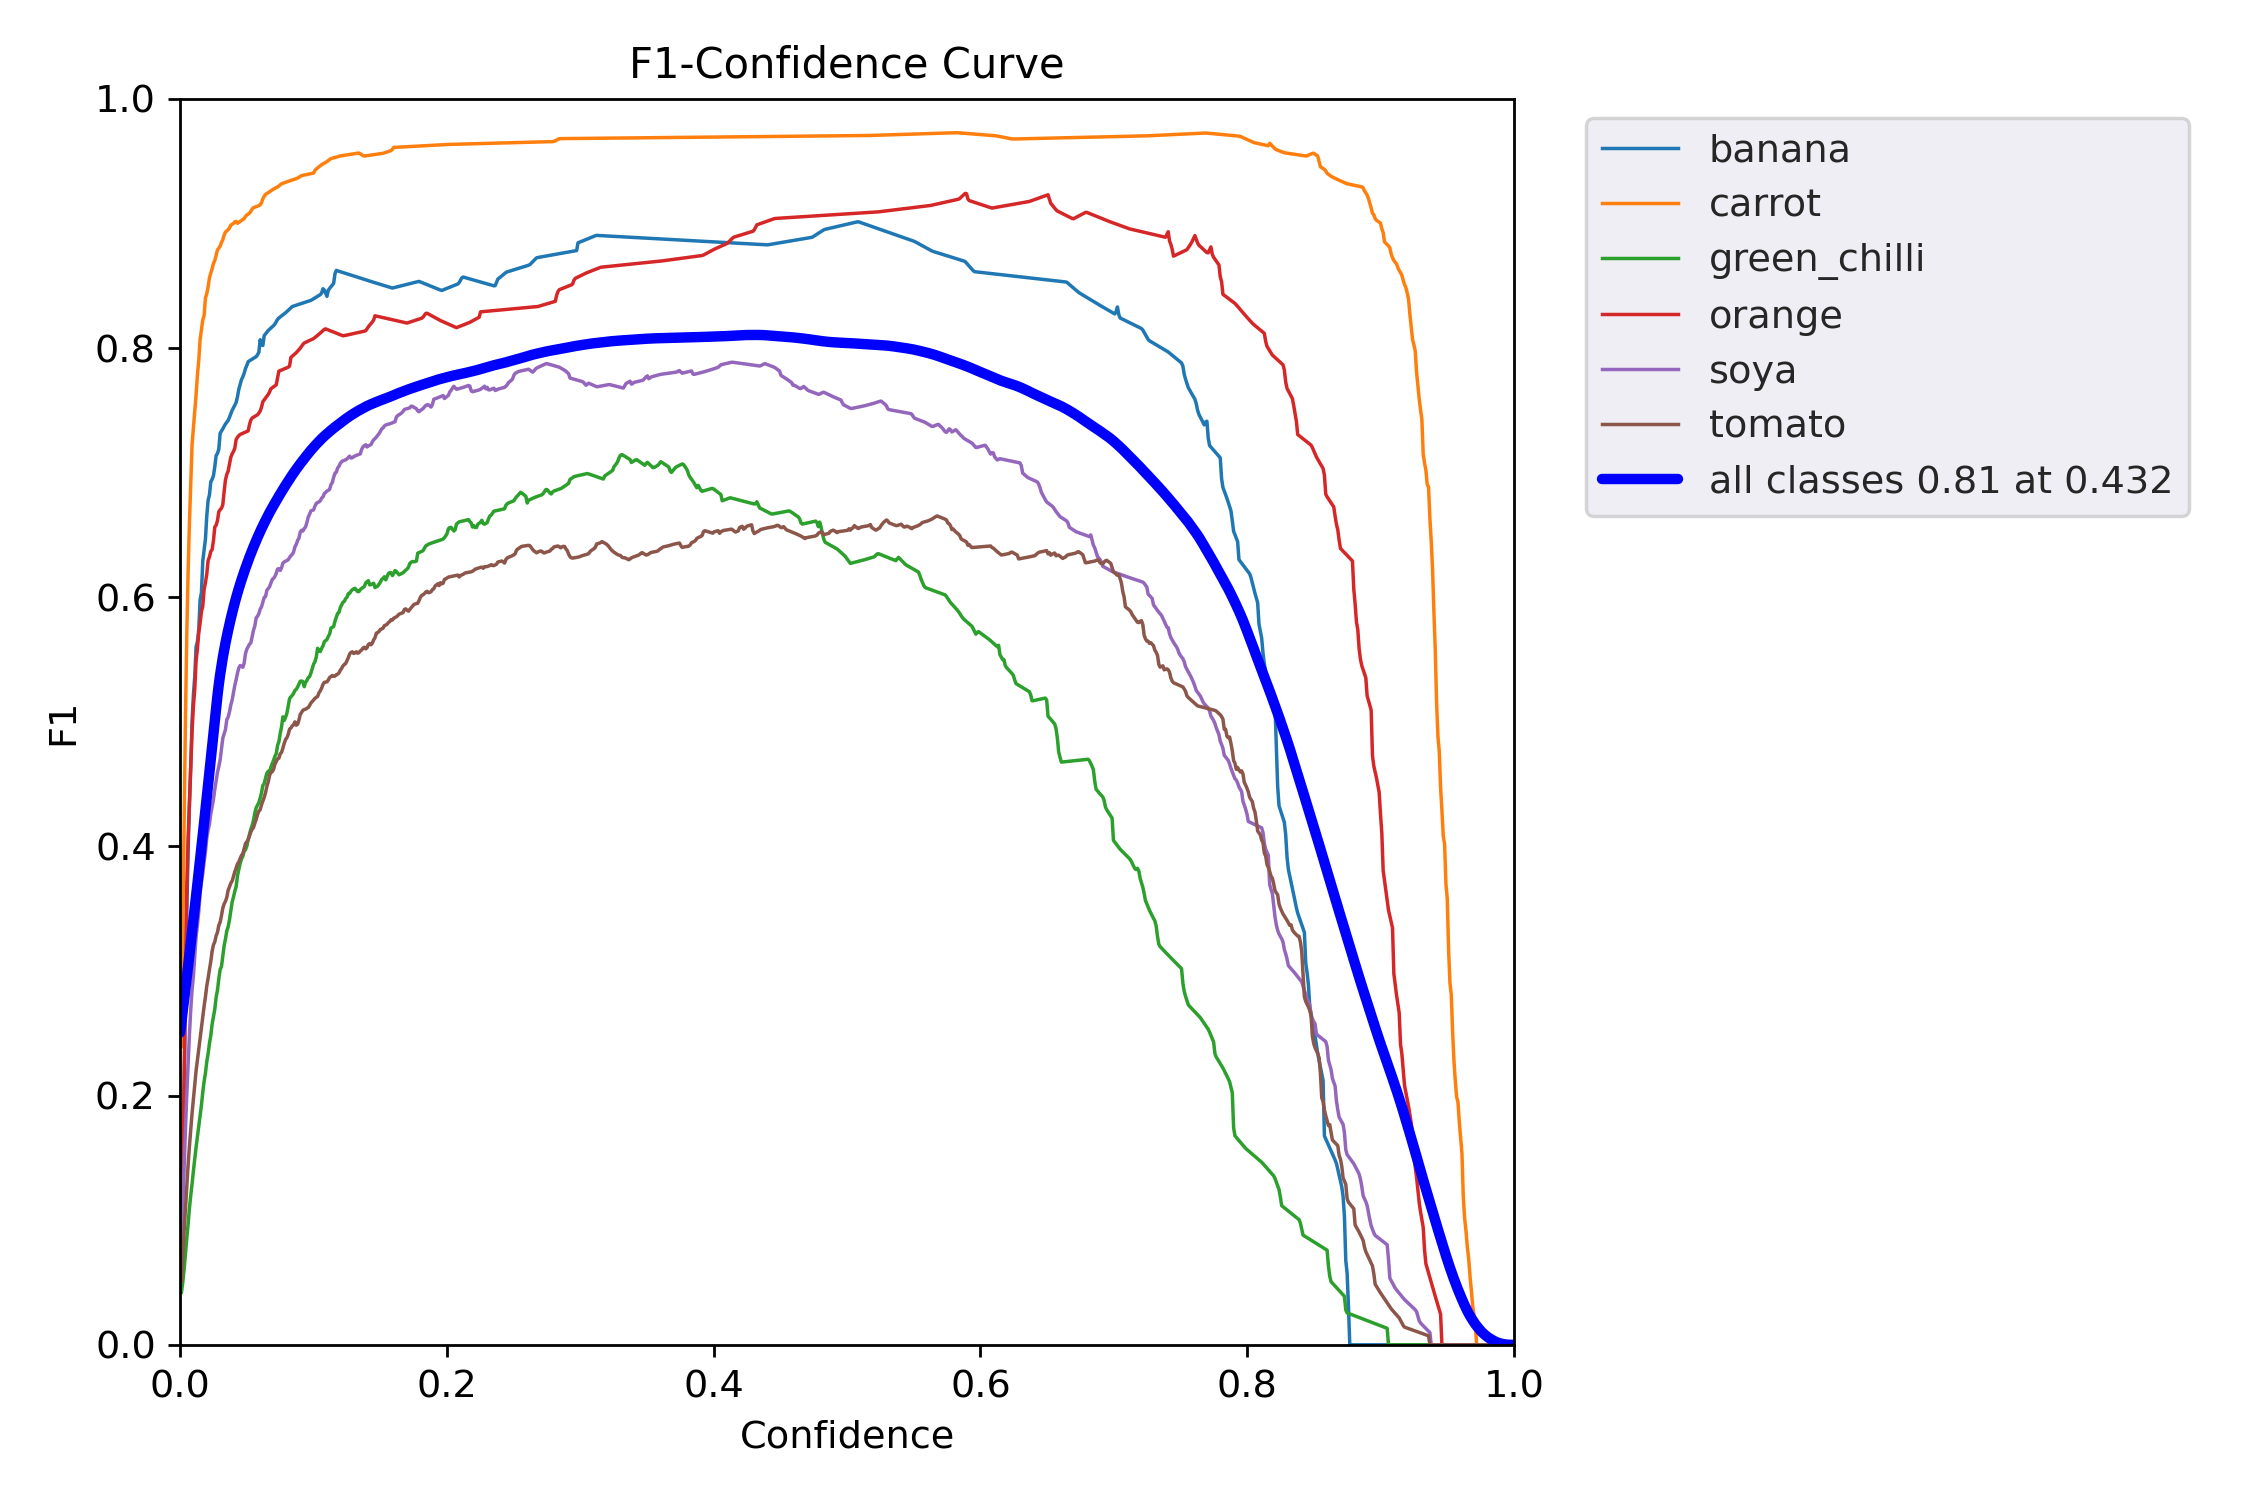 F1-Confidence Curve
1.0
0.8
0.6
0.4
0.2
0.0
F1
0.0 0.2 0.4 0.6 0.8 1.0
Confidence
banana
carrot
green_chilli
orange
soya
tomato
all classes 0.81 at 0.432